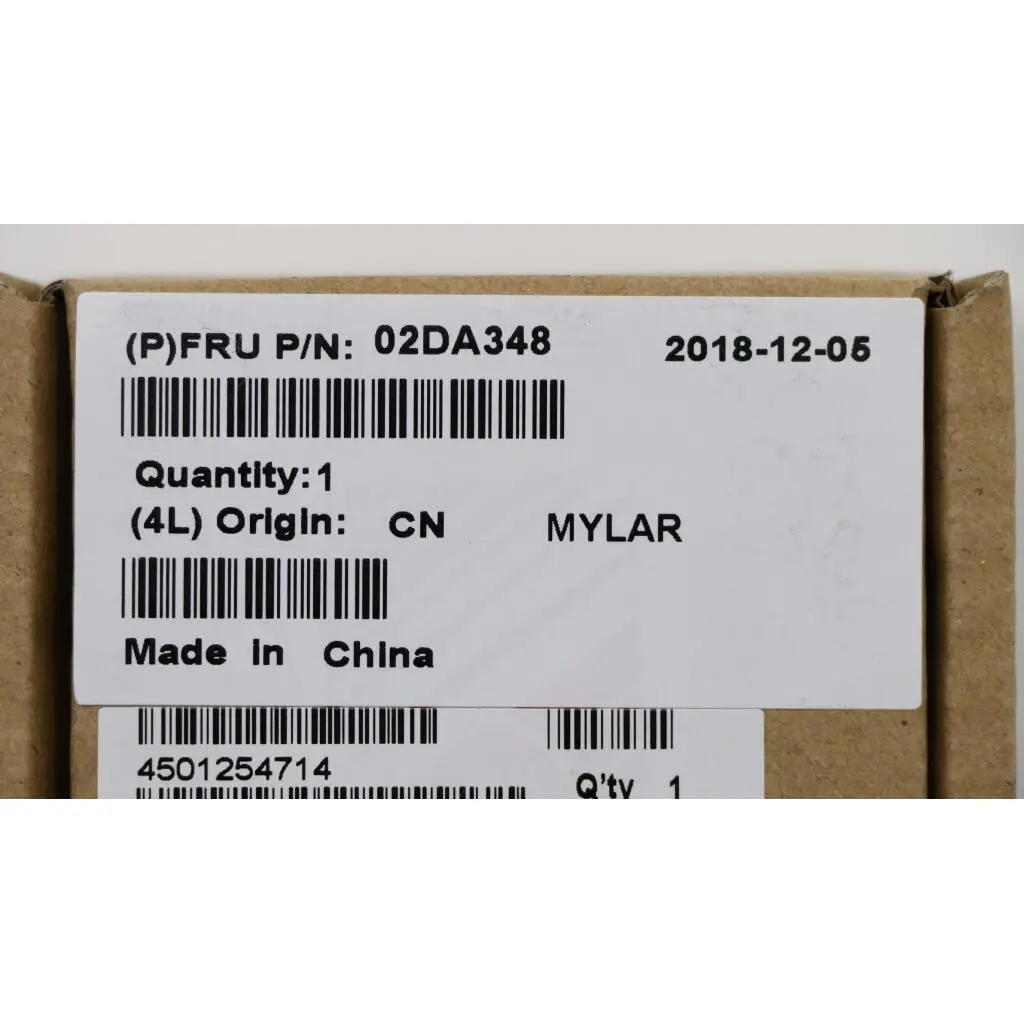 (P)FRU P/N: 02DA348 2018-12-05
Quantity:1
(4L) Origin: CN MYLAR
Made in China
4501254714
Q'ty 1